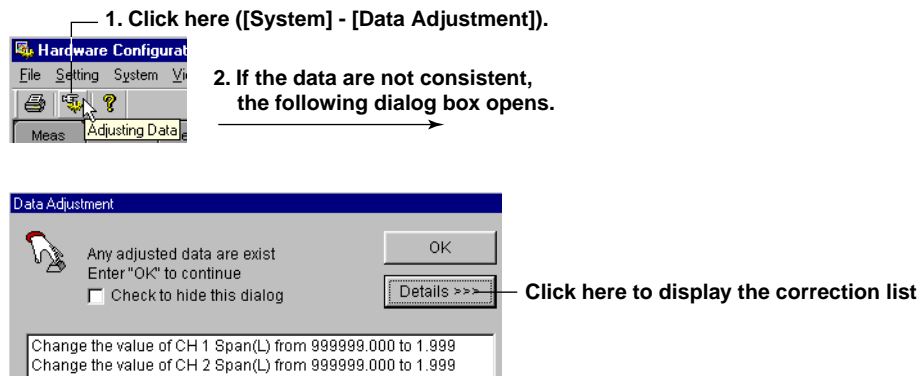 1. Click here ([System] - [Data Adjustment]).
Hardware Configurat
File Setting System Vi
2. If the data are not consistent,
the following dialog box opens.
Adjusting Data
Meas
Data Adjustment
Any adjusted data are exist
Enter "OK" to continue
Check to hide this dialog
OK
Details >>>
Click here to display the correction list
Change the value of CH 1 Span(L) from 999999.000 to 1.999
Change the value of CH 2 Span(L) from 999999.000 to 1.999